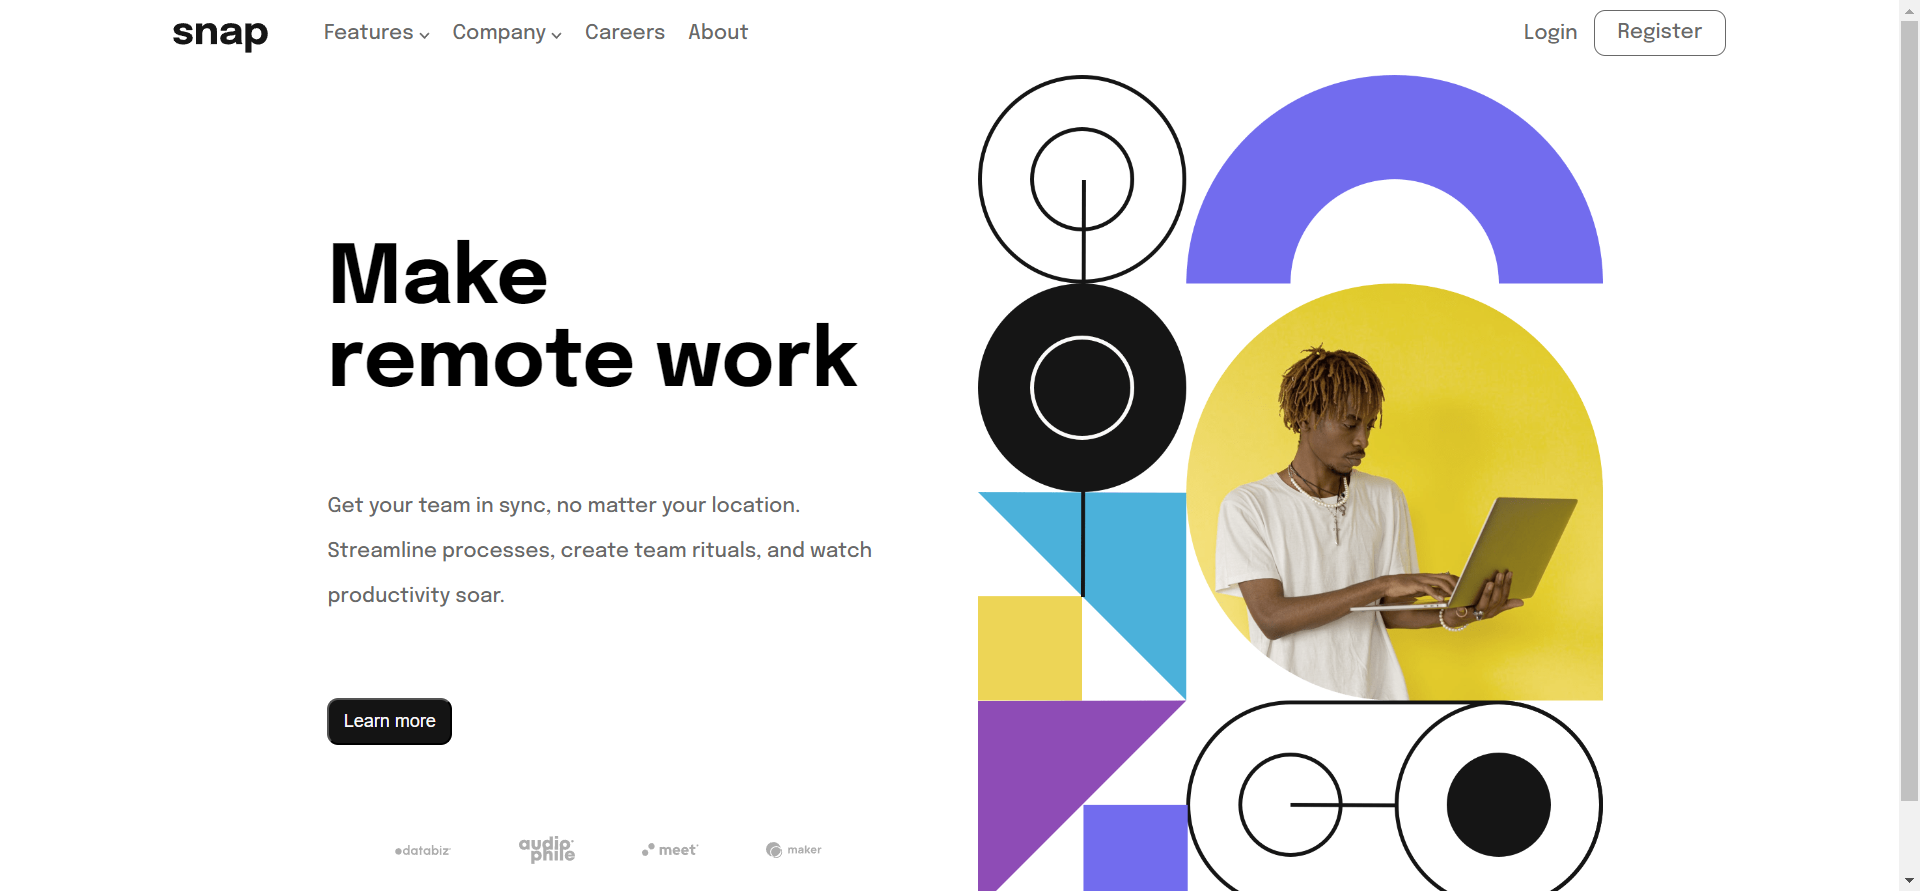 snap Features Company Careers About Login Register
Make
remote work
Get your team in sync, no matter your location.
Streamline processes, create team rituals, and watch
productivity soar.
Learn more
databiz audiophile meet maker